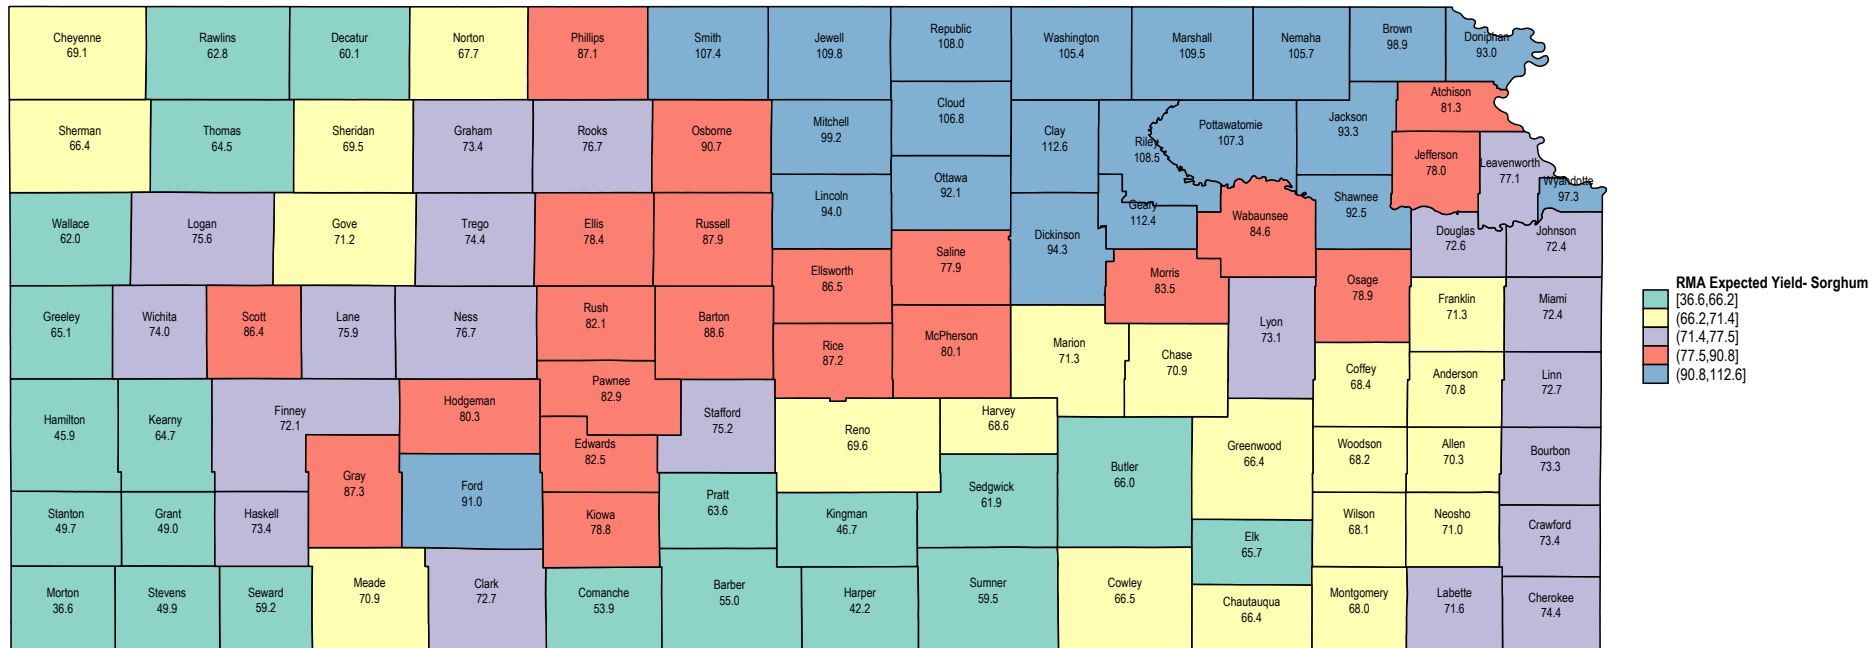 Cheyenne
69.1
Rawlins
62.8
Decatur
60.1
Norton
67.7
Phillips
87.1
Smith
107.4
Jewell
109.8
Republic
108.0
Washington
105.4
Marshall
109.5
Nemaha
105.7
Brown
98.9
Doniphan
93.0
Atchison
81.3
Sherman
66.4
Thomas
64.5
Sheridan
69.5
Graham
73.4
Rooks
76.7
Osborne
90.7
Mitchell
99.2
Cloud
106.8
Clay
112.6
Riley
108.5
Pottawatomie
107.3
Jackson
93.3
Jefferson
78.0
Leavenworth
77.1
Wyandotte
97.3
Wallace
62.0
Logan
75.6
Gove
71.2
Trego
74.4
Ellis
78.4
Russell
87.9
Lincoln
94.0
Ottawa
92.1
Dickinson
94.3
Geary
112.4
Wabaunsee
84.6
Shawnee
92.5
Douglas
72.6
Johnson
72.4
Ellsworth
86.5
Saline
77.9
Morris
83.5
Osage
78.9
Franklin
71.3
Miami
72.4
Greeley
65.1
Wichita
74.0
Scott
86.4
Lane
75.9
Ness
76.7
Rush
82.1
Barton
88.6
Rice
87.2
McPherson
80.1
Marion
71.3
Chase
70.9
Lyon
73.1
Coffey
68.4
Anderson
70.8
Linn
72.7
Hamilton
45.9
Kearny
64.7
Finney
72.1
Hodgeman
80.3
Pawnee
82.9
Stafford
75.2
Reno
69.6
Harvey
68.6
Gray
87.3
Ford
91.0
Edwards
82.5
Butler
66.0
Greenwood
66.4
Woodson
68.2
Allen
70.3
Bourbon
73.3
Stanton
49.7
Grant
49.0
Haskell
73.4
Kiowa
78.8
Pratt
63.6
Kingman
46.7
Sedgwick
61.9
Elk
65.7
Wilson
68.1
Neosho
71.0
Crawford
73.4
Morton
36.6
Stevens
49.9
Seward
59.2
Meade
70.9
Clark
72.7
Comanche
53.9
Barber
55.0
Harper
42.2
Sumner
59.5
Cowley
66.5
Chautauqua
66.4
Montgomery
68.0
Labette
71.6
Cherokee
74.4
RMA Expected Yield- Sorghum
[36.6,66.2]
(66.2,71.4]
(71.4,77.5]
(77.5,90.8]
(90.8,112.6]